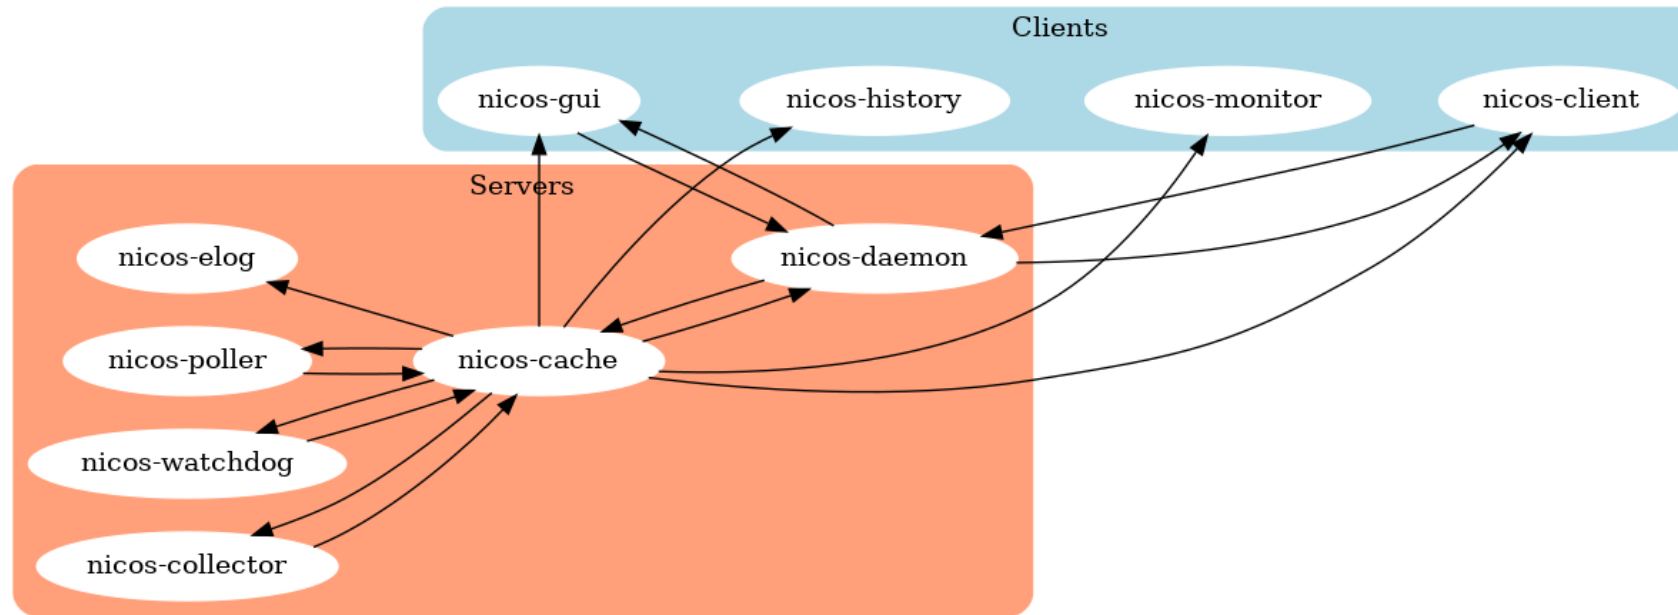 Clients
nicos-gui
nicos-history
nicos-monitor
nicos-client
Servers
nicos-elog
nicos-daemon
nicos-poller
nicos-cache
nicos-watchdog
nicos-collector